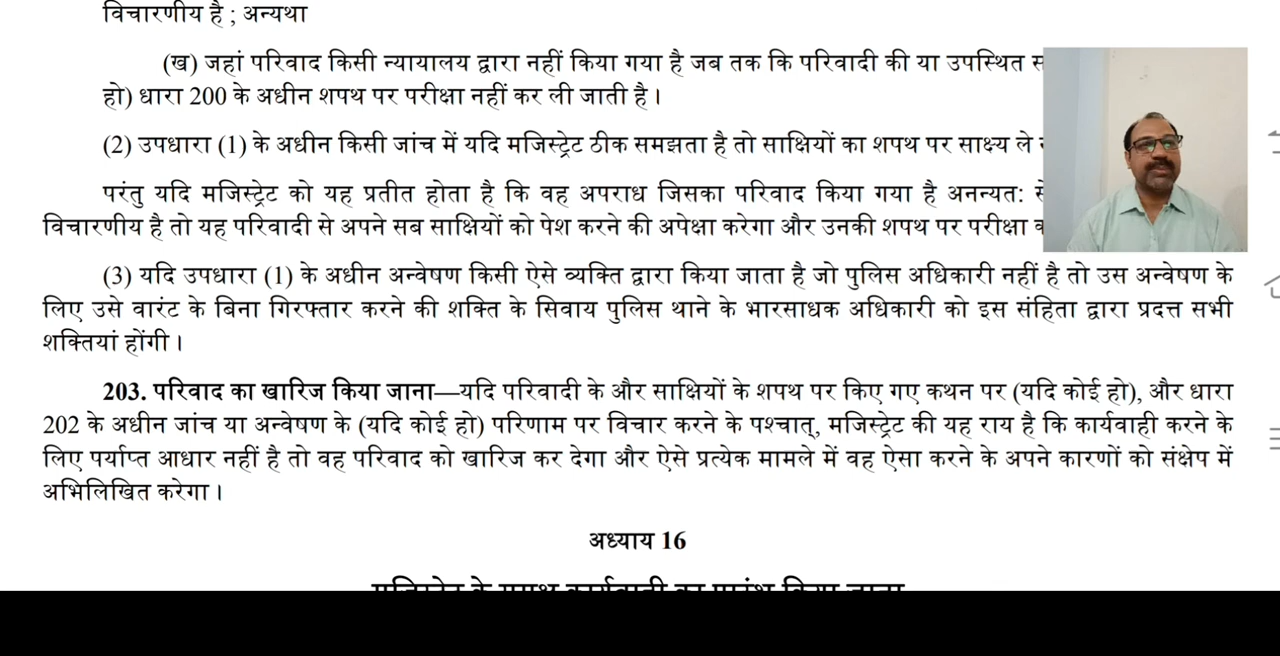 विचारणीय है ; अन्यथा
(ख) जहां परिवाद किसी न्यायालय द्वारा नहीं किया गया है जब तक कि परिवादी की या उपस्थित
हो) धारा 200 के अधीन शपथ पर परीक्षा नहीं कर ली जाती है ।
(2) उपधारा (1) के अधीन किसी जांच में यदि मजिस्ट्रेट ठीक समझता है तो साक्षियों का शपथ पर साक्ष्य ले
परंतु यदि मजिस्ट्रेट को यह प्रतीत होता है कि वह अपराध जिसका परिवाद किया गया है अनन्यत:
विचारणीय है तो यह परिवादी से अपने सब साक्षियों को पेश करने की अपेक्षा करेगा और उनकी शपथ पर परीक्षा
(3) यदि उपधारा (1) के अधीन अन्वेषण किसी ऐसे व्यक्ति द्वारा किया जाता है जो पुलिस अधिकारी नहीं है तो उस अन्वेषण के
लिए उसे वारंट के बिना गिरफ्तार करने की शक्ति के सिवाय पुलिस थाने के भारसाधक अधिकारी को इस संहिता द्वारा प्रदत्त सभी
शक्तियां होंगी ।
203. परिवाद का खारिज किया जाना—यदि परिवादी के और साक्षियों के शपथ पर किए गए कथन पर (यदि कोई हो), और धारा
202 के अधीन जांच या अन्वेषण के (यदि कोई हो) परिणाम पर विचार करने के पश्चात्, मजिस्ट्रेट की यह राय है कि कार्यवाही करने के
लिए पर्याप्त आधार नहीं है तो वह परिवाद को खारिज कर देगा और ऐसे प्रत्येक मामले में वह ऐसा करने के अपने कारणों को संक्षेप में
अभिलिखित करेगा ।
अध्याय 16
मजिस्ट्रेट के समक्ष कार्यवाही का प्रारंभ किया जाना